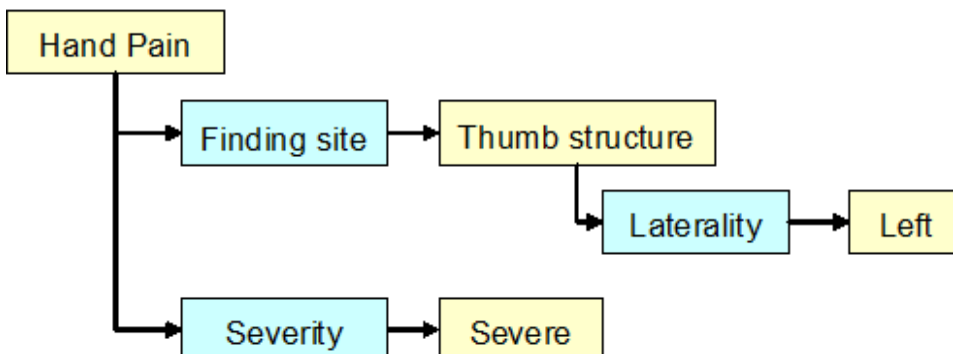 Hand Pain
Finding site
Thumb structure
Laterality
Left
Severity
Severe